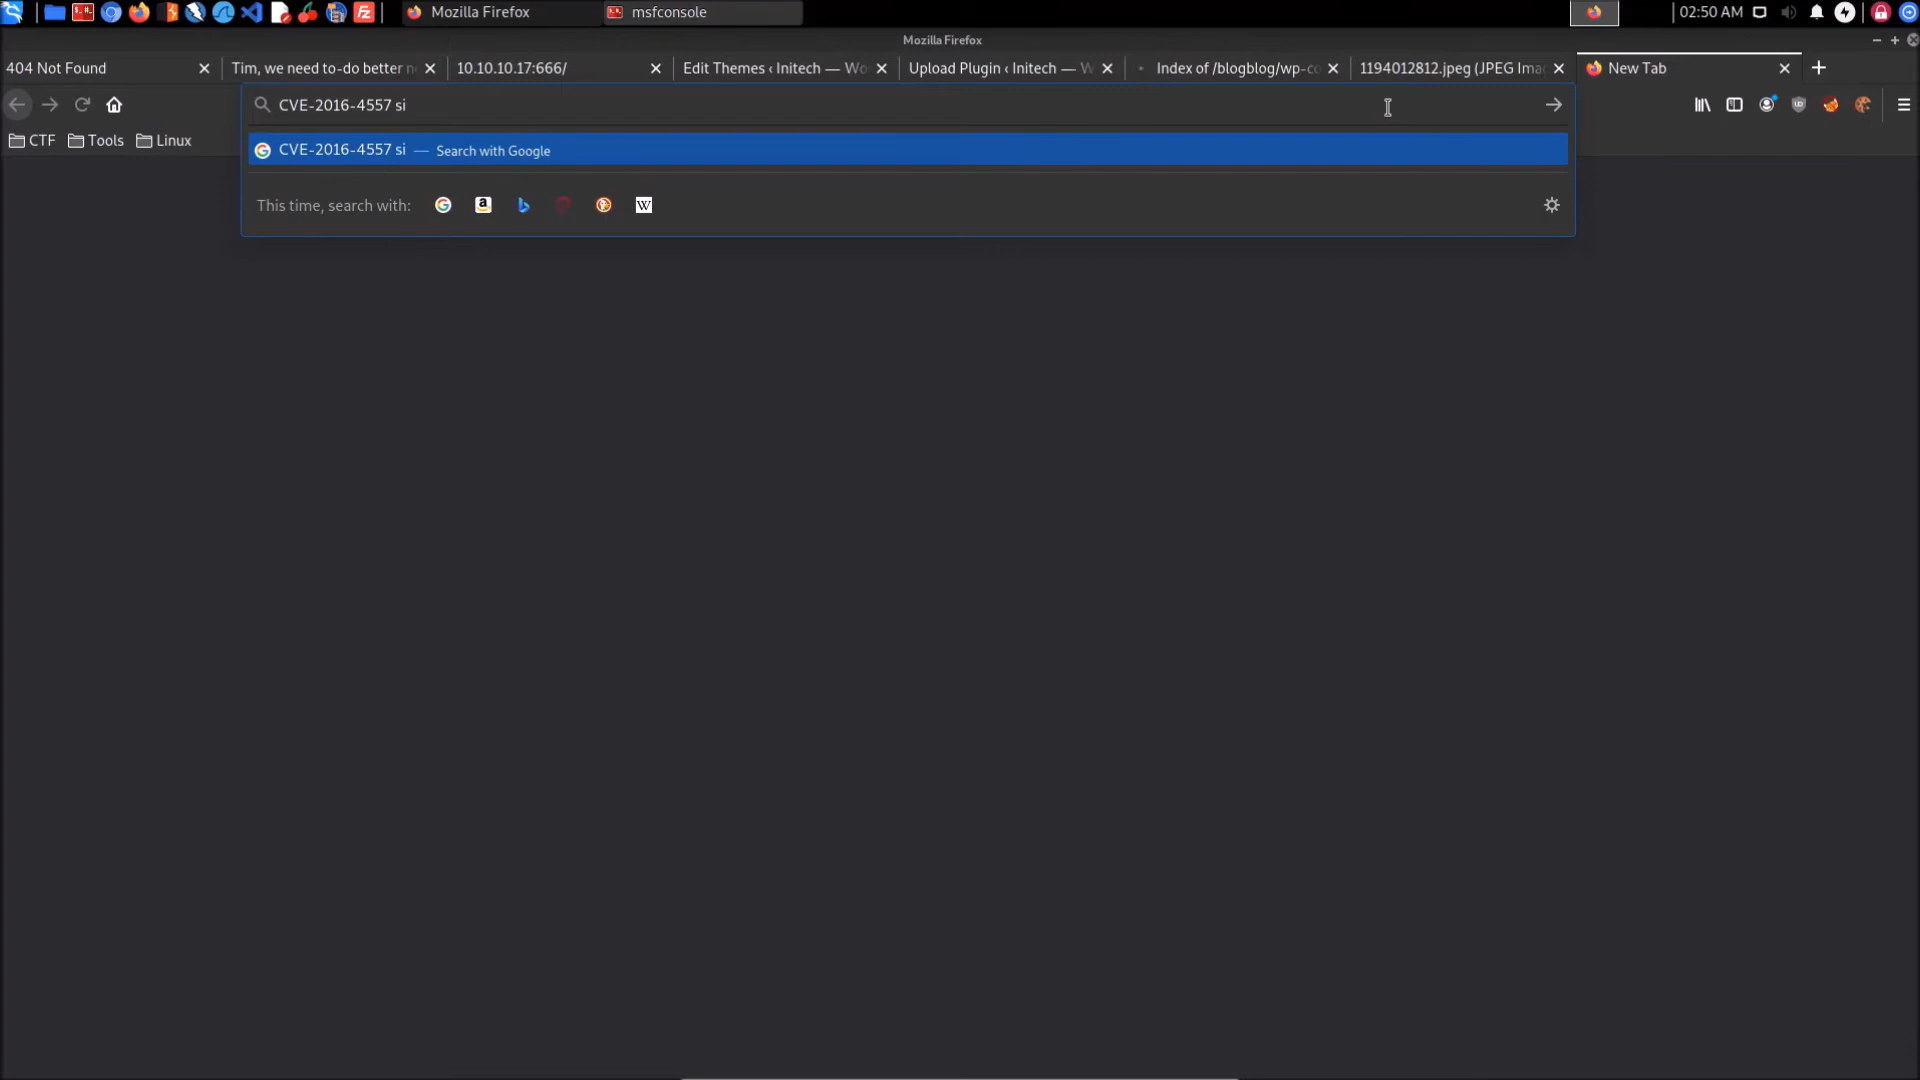 Mozilla Firefox
msfconsole
02:50 AM
Mozilla Firefox
404 Not Found
Tim, we need to-do better
10.10.10.17:666/
Edit Themes ‹ Initech — Wo
Upload Plugin ‹ Initech — W
Index of /blogblog/wp-co
1194012812.jpeg (JPEG Ima
New Tab
CVE-2016-4557 si
CTF
Tools
Linux
CVE-2016-4557 si — Search with Google
This time, search with: